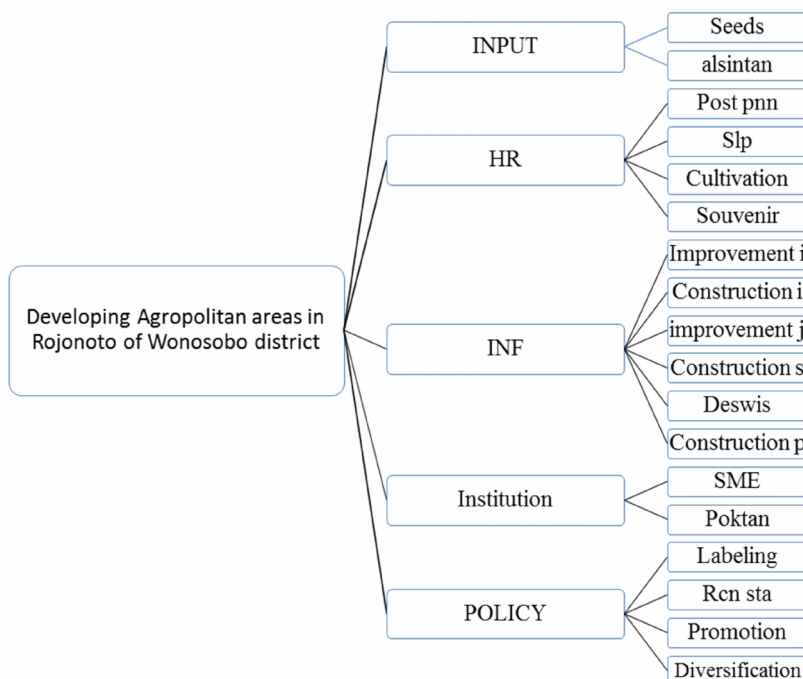 Developing Agropolitan areas in
Rojonoto of Wonosobo district
INPUT
Seeds
alsintan
HR
Post pnn
Slp
Cultivation
Souvenir
INF
Improvement i
Construction i
improvement j
Construction s
Deswis
Construction p
Institution
SME
Poktan
POLICY
Labeling
Rcn sta
Promotion
Diversification